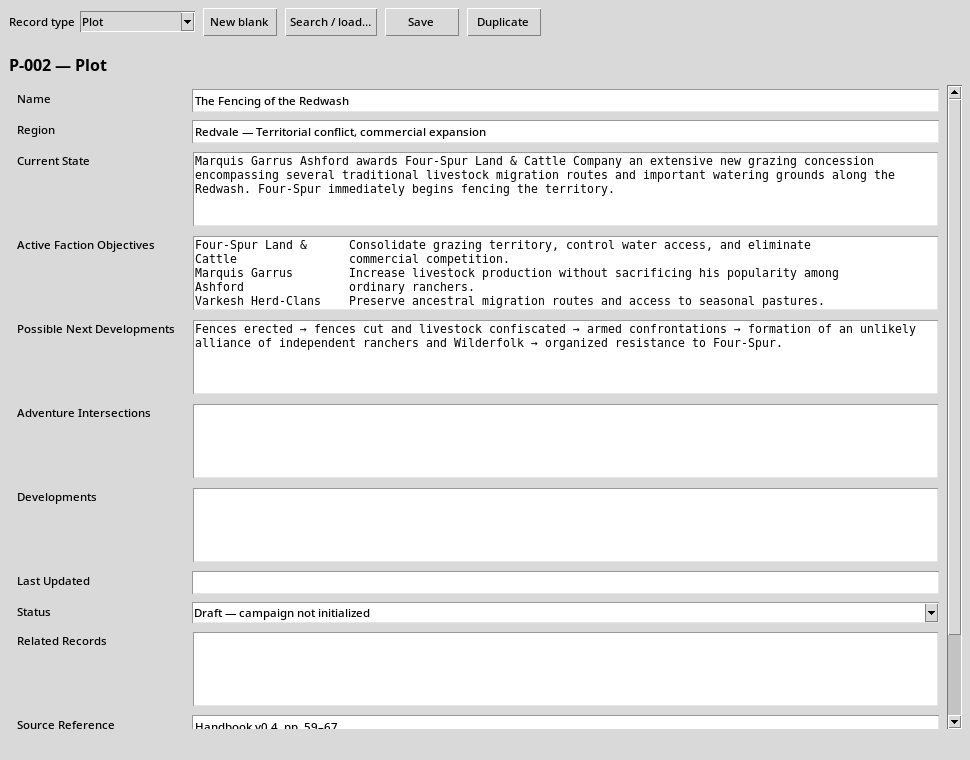 Record type Plot New blank Search / load... Save Duplicate
P-002 — Plot
Name The Fencing of the Redwash
Region Redvale — Territorial conflict, commercial expansion
Current State Marquis Garrus Ashford awards Four-Spur Land & Cattle Company an extensive new grazing concession
encompassing several traditional livestock migration routes and important watering grounds along the
Redwash. Four-Spur immediately begins fencing the territory.
Active Faction Objectives Four-Spur Land & Consolidate grazing territory, control water access, and eliminate
Cattle commercial competition.
Marquis Garrus Increase livestock production without sacrificing his popularity among
Ashford ordinary ranchers.
Varkesh Herd-Clans Preserve ancestral migration routes and access to seasonal pastures.
Possible Next Developments Fences erected → fences cut and livestock confiscated → armed confrontations → formation of an unlikely
alliance of independent ranchers and Wilderfolk → organized resistance to Four-Spur.
Adventure Intersections
Developments
Last Updated
Status Draft — campaign not initialized
Related Records
Source Reference Handbook v0.4, pp. 59–67